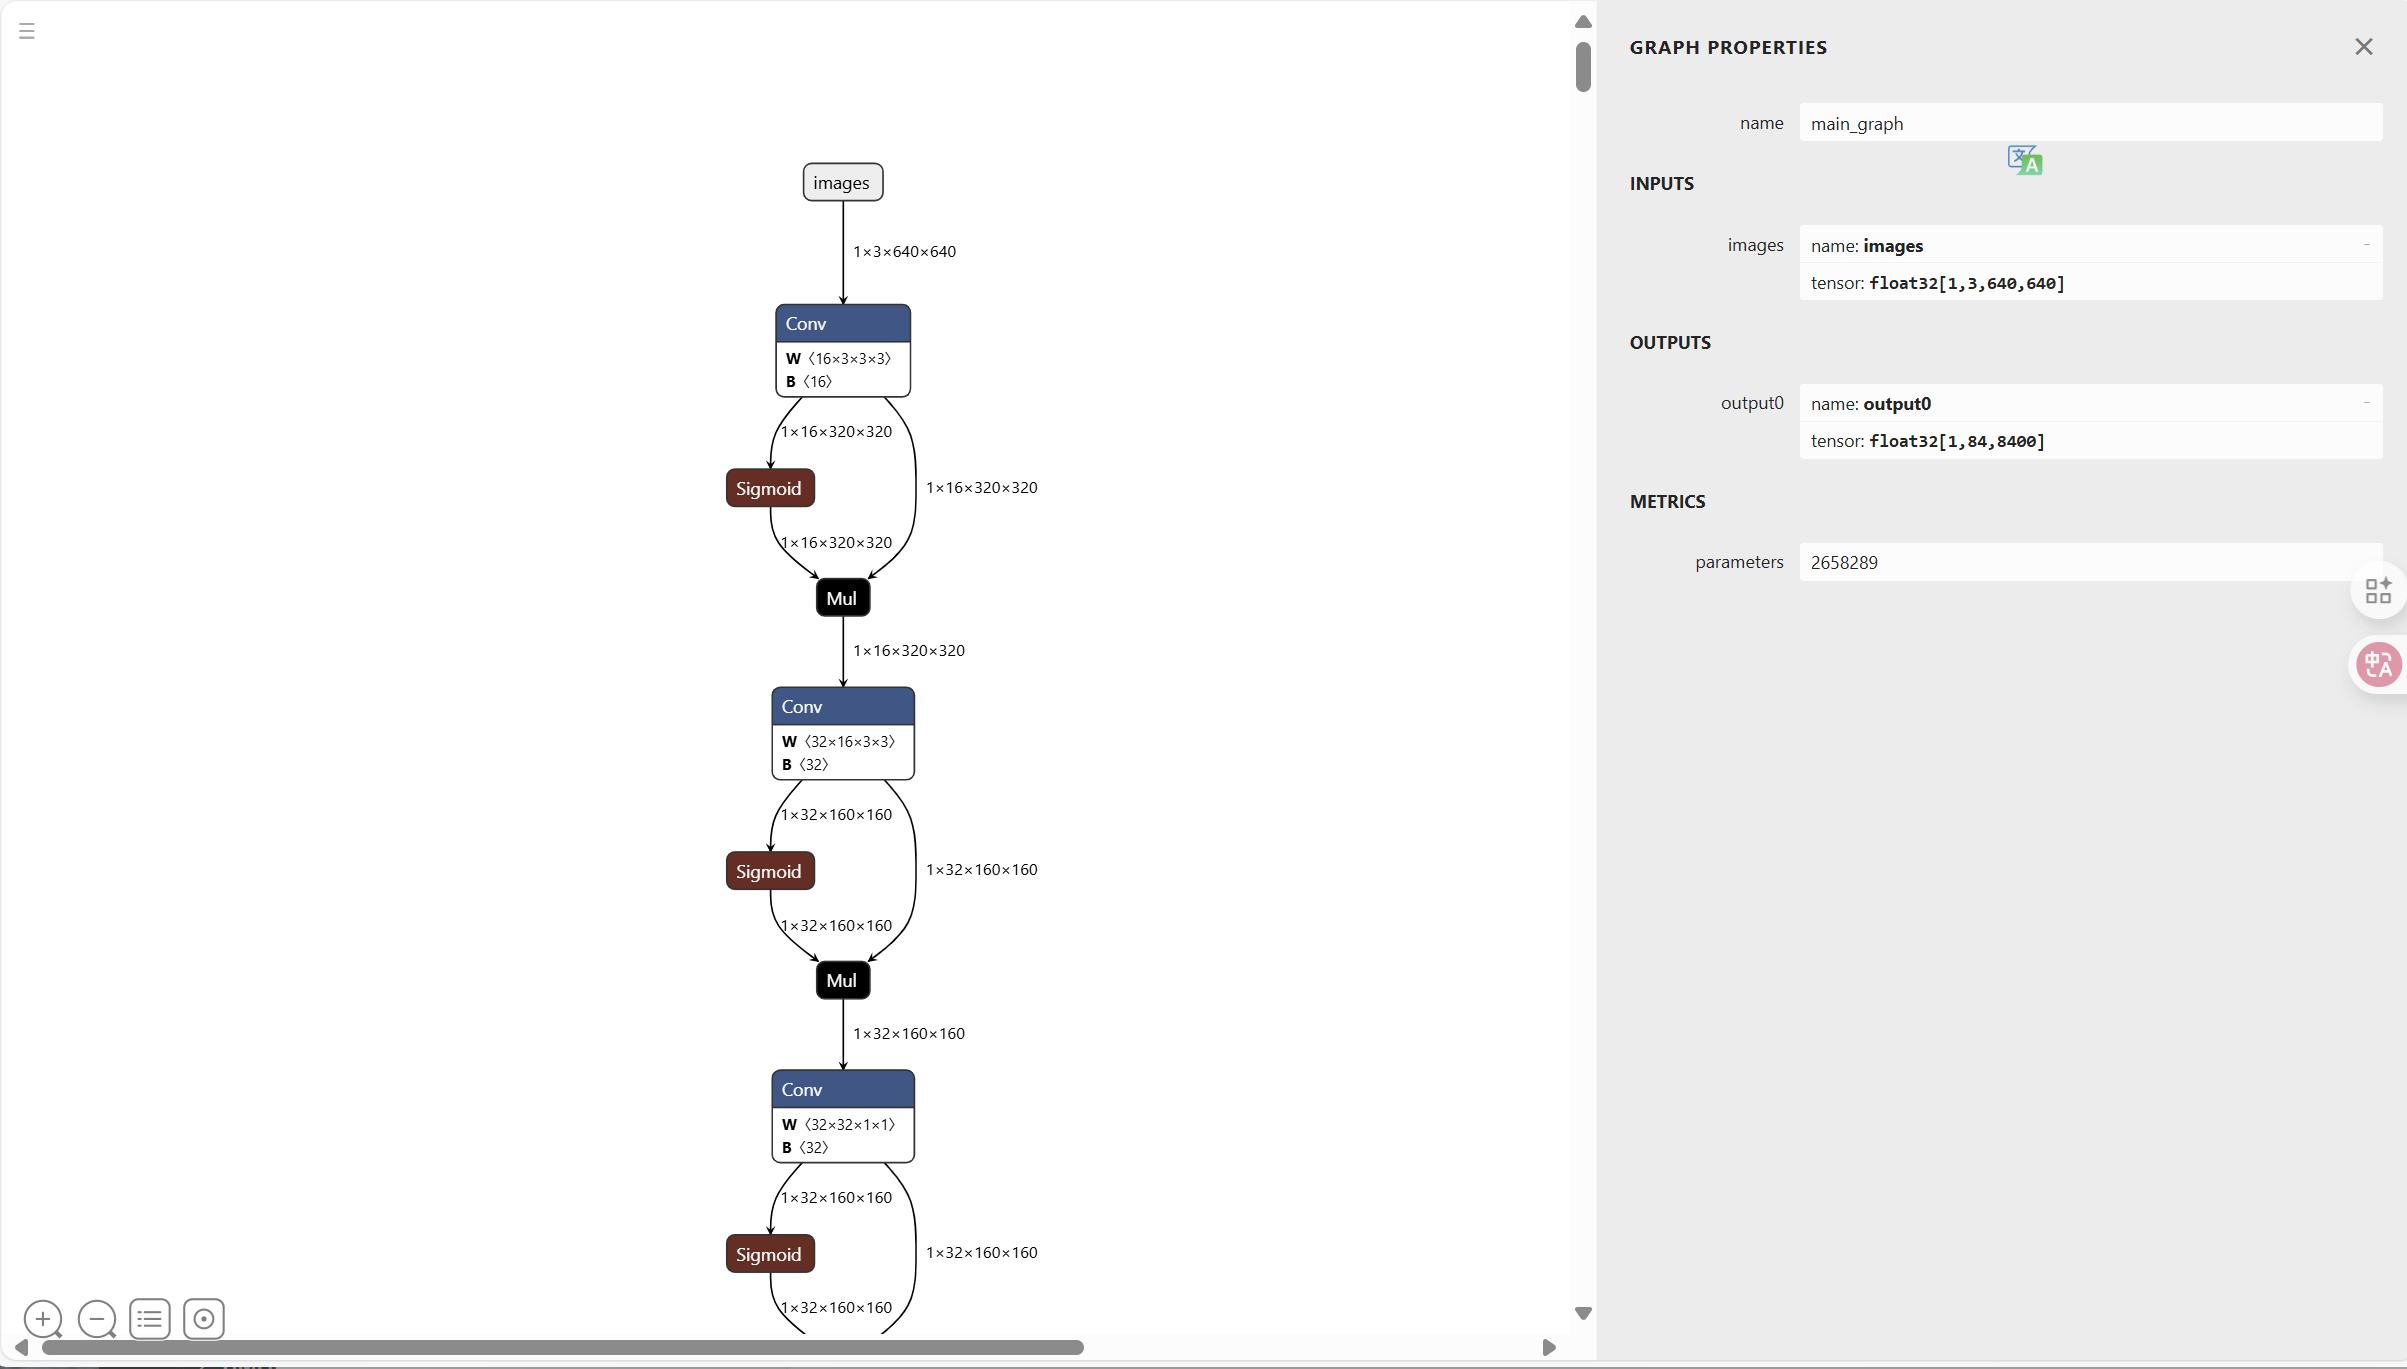 images
1×3×640×640
Conv
W 〈16×3×3×3〉
B 〈16〉
1×16×320×320
Sigmoid
1×16×320×320
1×16×320×320
Mul
1×16×320×320
Conv
W 〈32×16×3×3〉
B 〈32〉
1×32×160×160
Sigmoid
1×32×160×160
1×32×160×160
Mul
1×32×160×160
Conv
W 〈32×32×1×1〉
B 〈32〉
1×32×160×160
Sigmoid
1×32×160×160
1×32×160×160
GRAPH PROPERTIES
name
main_graph
文 A
INPUTS
images
name: images
-
tensor: float32[1,3,640,640]
OUTPUTS
output0
name: output0
-
tensor: float32[1,84,8400]
METRICS
parameters
2658289
中 A